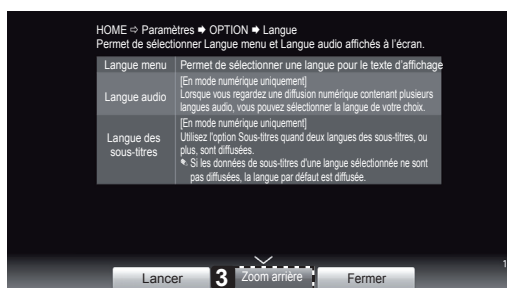 HOME ⇨ Paramètres ➡ OPTION ➡ Langue
Permet de sélectionner Langue menu et Langue audio affichés à l'écran.
Langue menu Permet de sélectionner une langue pour le texte d'affichage
Langue audio
[En mode numérique uniquement]
Lorsque vous regardez une diffusion numérique contenant plusieurs
langues audio, vous pouvez sélectionner la langue de votre choix.
Langue des
sous-titres
[En mode numérique uniquement]
Utilisez l'option Sous-titres quand deux langues des sous-titres, ou
plus, sont diffusées.
Si les données de sous-titres d'une langue sélectionnée ne sont
pas diffusées, la langue par défaut est diffusée.
1
Lancer 3 Zoom arrière Fermer